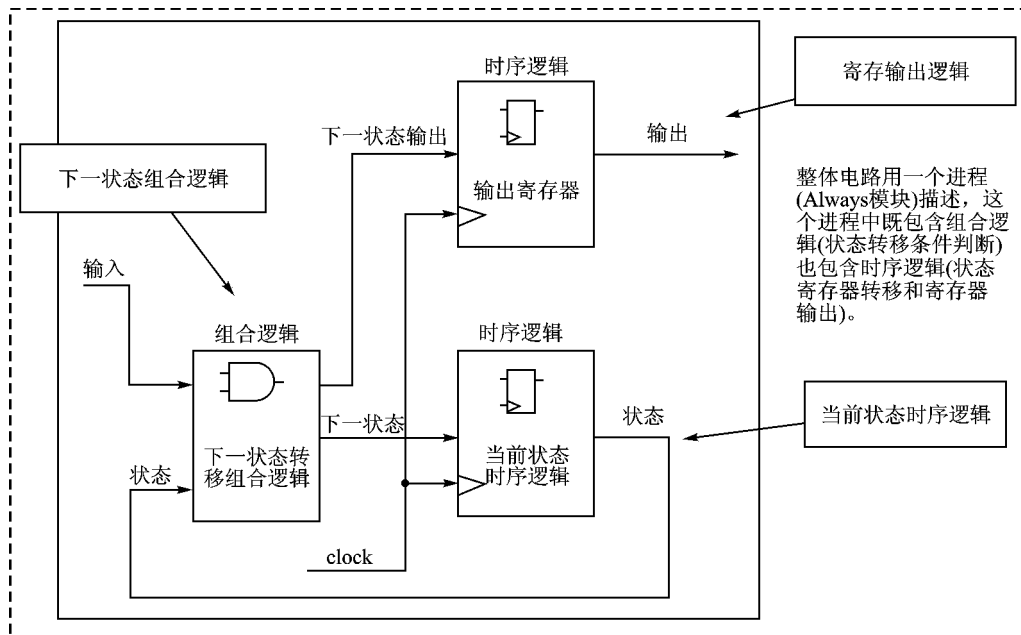 时序逻辑
寄存输出逻辑
下一状态输出
输出
下一状态组合逻辑
输出寄存器
整体电路用一个进程
(Always模块)描述，这
个进程中既包含组合逻
辑(状态转移条件判断)
也包含时序逻辑(状态
寄存器转移和寄存器
输出)。
输入
组合逻辑
时序逻辑
下一状态
状态
当前状态时序逻辑
下一状态转
移组合逻辑
当前状态
时序逻辑
状态
clock